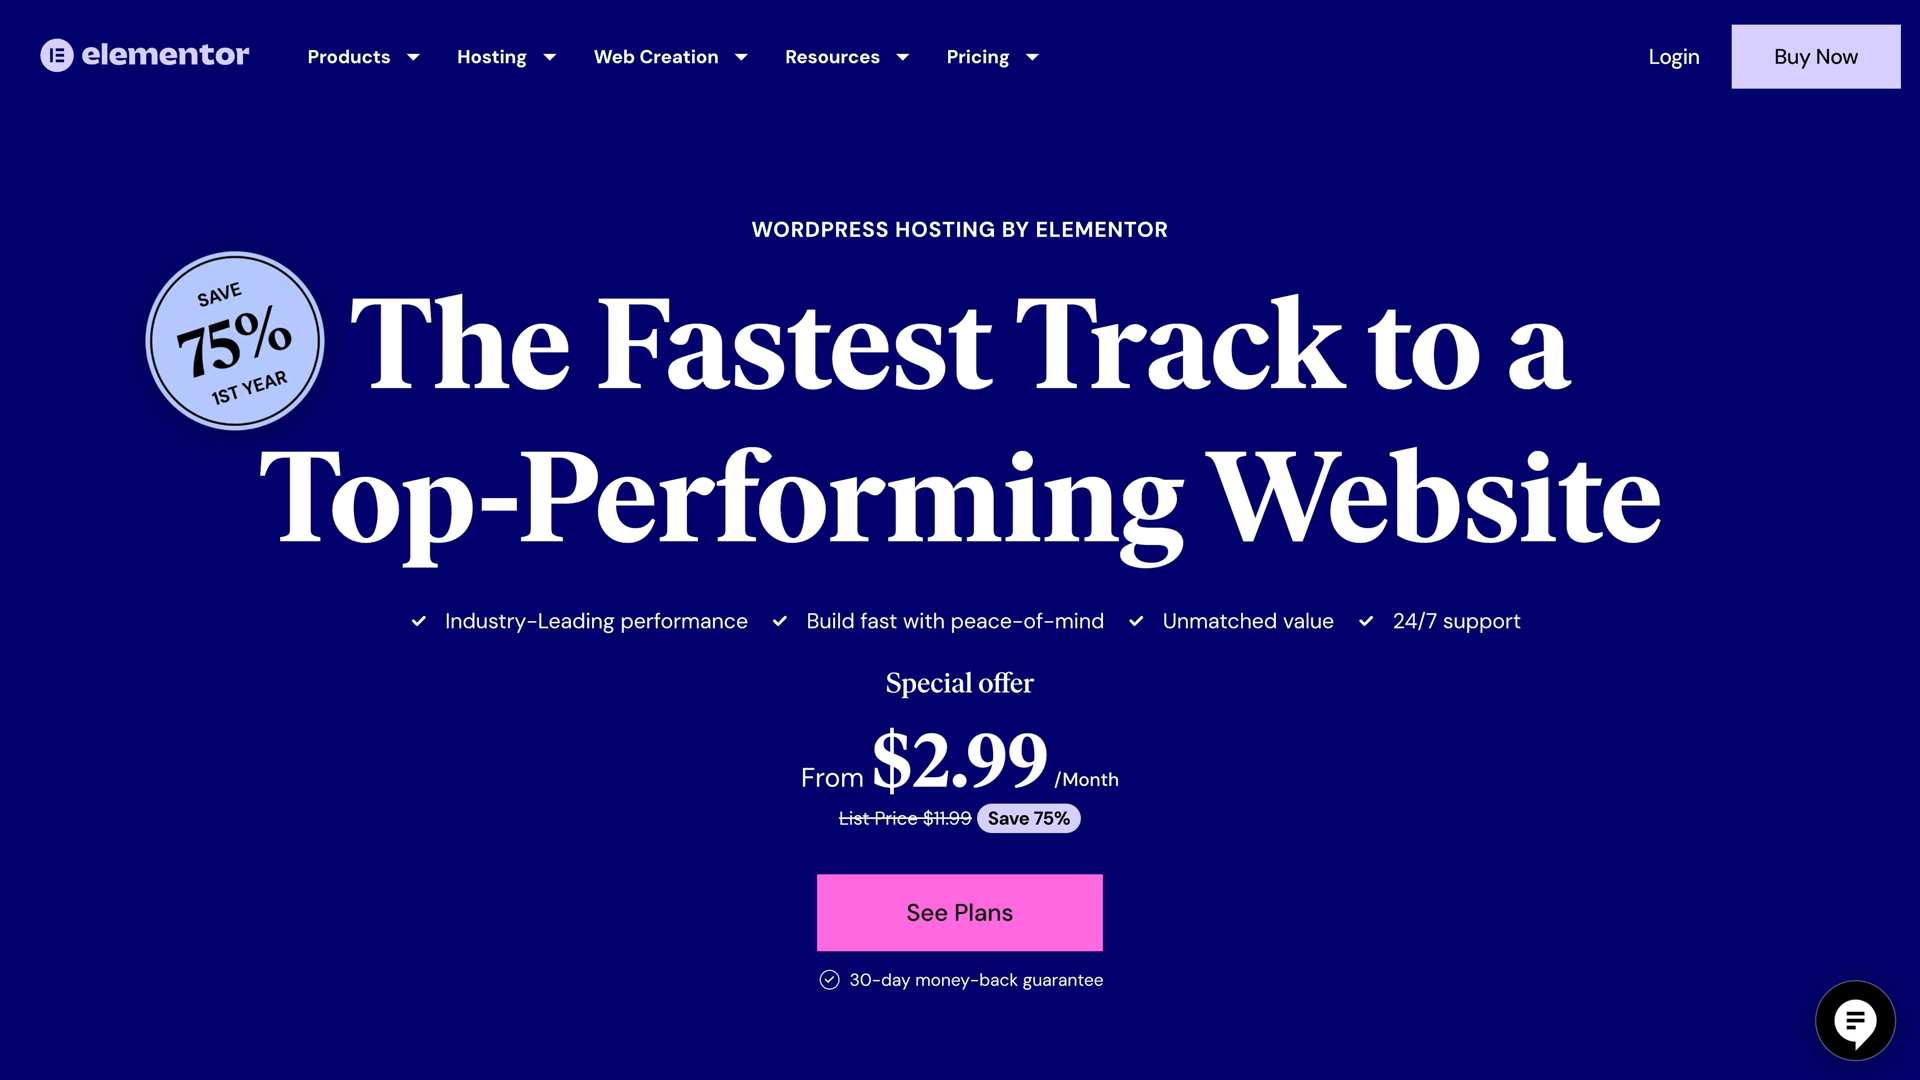 elementor
Products
Hosting
Web Creation
Resources
Pricing
Login
Buy Now
WORDPRESS HOSTING BY ELEMENTOR
SAVE
75%
1ST YEAR
The Fastest Track to a
Top-Performing Website
Industry-Leading performance
Build fast with peace-of-mind
Unmatched value
24/7 support
Special offer
From $2.99 /Month
List Price $11.99 Save 75%
See Plans
30-day money-back guarantee